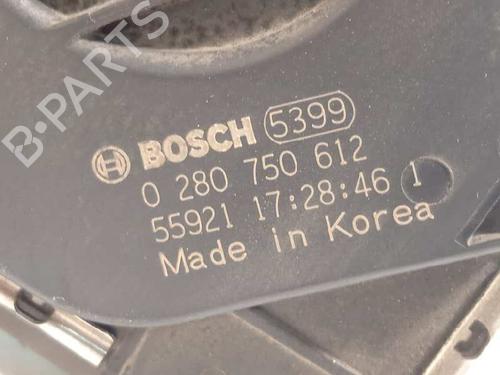 BOSCH 5399
0 280 750 612
55921 17:28:46 1
Made in Korea
B-PARTS